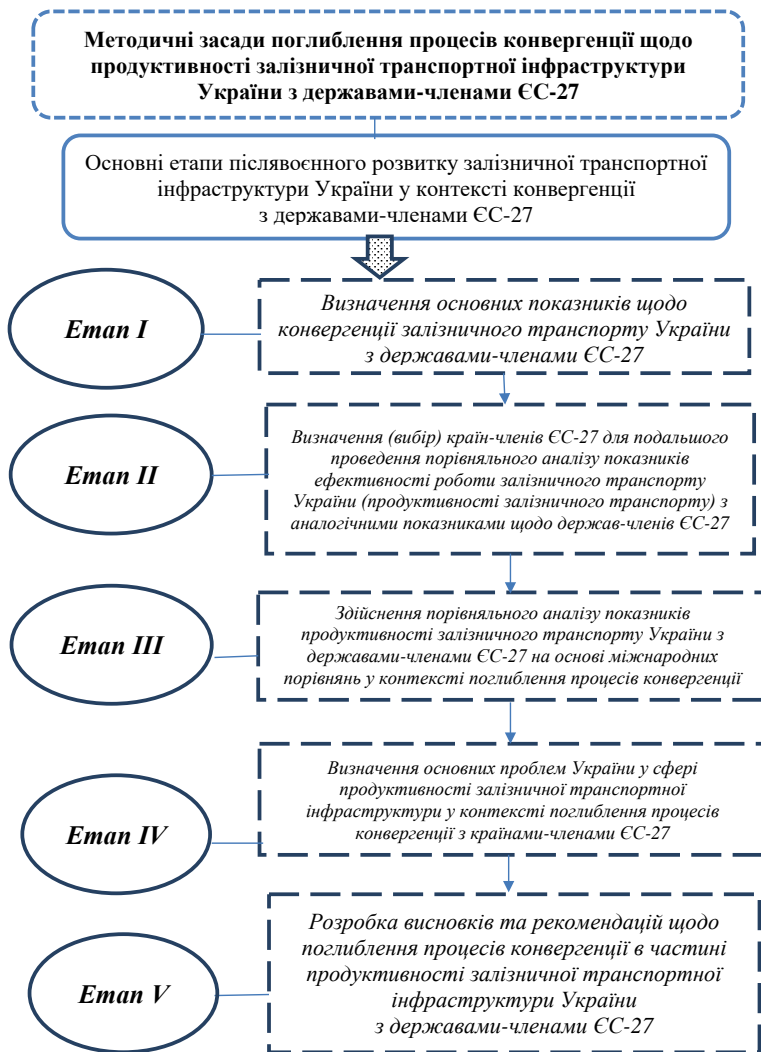 Методичні засади поглиблення процесів конвергенції щодо
продуктивності залізничної транспортної інфраструктури
України з державами-членами ЄС-27
Основні етапи післявоєнного розвитку залізничної транспортної
інфраструктури України у контексті конвергенції
з державами-членами ЄС-27
Етап I
Визначення основних показників щодо
конвергенції залізничного транспорту України
з державами-членами ЄС-27
Етап II
Визначення (вибір) країн-членів ЄС-27 для подальшого
проведення порівняльного аналізу показників
ефективності роботи залізничного транспорту
України (продуктивності залізничного транспорту) з
аналогічними показниками щодо держав-членів ЄС-27
Етап III
Здійснення порівняльного аналізу показників
продуктивності залізничного транспорту України з
державами-членами ЄС-27 на основі міжнародних
порівнянь у контексті поглиблення процесів конвергенції
Етап IV
Визначення основних проблем України у сфері
продуктивності залізничної транспортної
інфраструктури у контексті поглиблення процесів
конвергенції з країнами-членами ЄС-27
Етап V
Розробка висновків та рекомендацій щодо
поглиблення процесів конвергенції в частині
продуктивності залізничної транспортної
інфраструктури України
з державами-членами ЄС-27